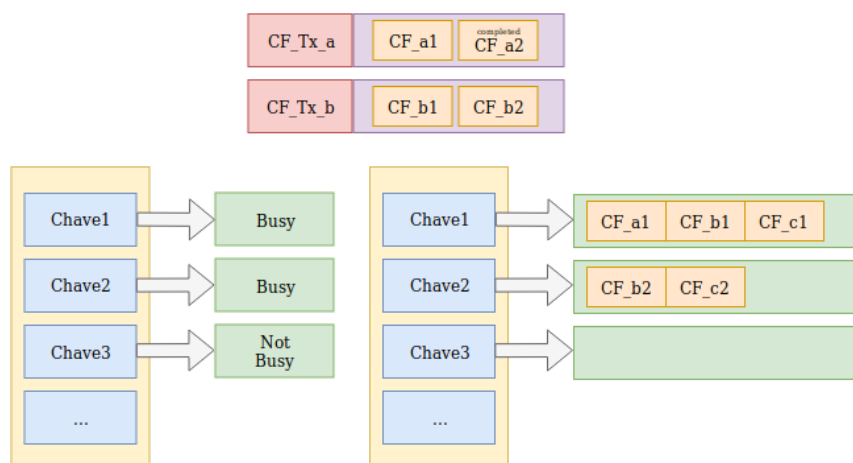 CF_Tx_a
CF_a1
completed
CF_a2
CF_Tx_b
CF_b1
CF_b2
Chave1
Busy
Chave2
Busy
Chave3
Not
Busy
...
Chave1
CF_a1
CF_b1
CF_c1
Chave2
CF_b2
CF_c2
Chave3
...